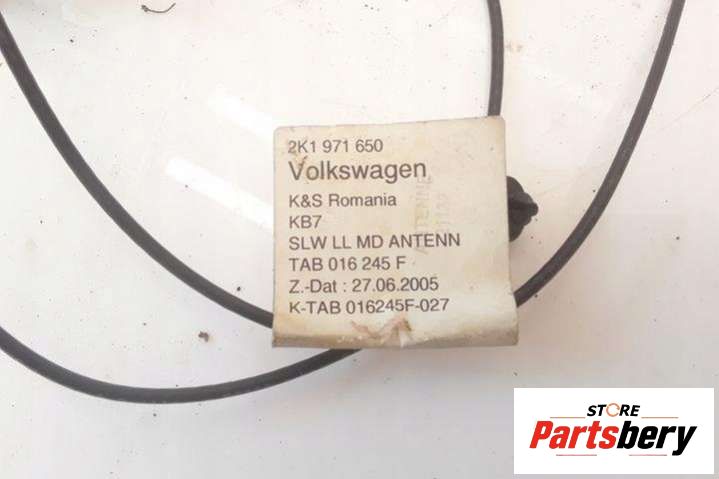 2K1 971 650
Volkswagen
K&S Romania
KB7
SLW LL MD ANTENN
TAB 016 245 F
Z.-Dat : 27.06.2005
K-TAB 016245F-027
ANTENNE
STORE
Partsbery